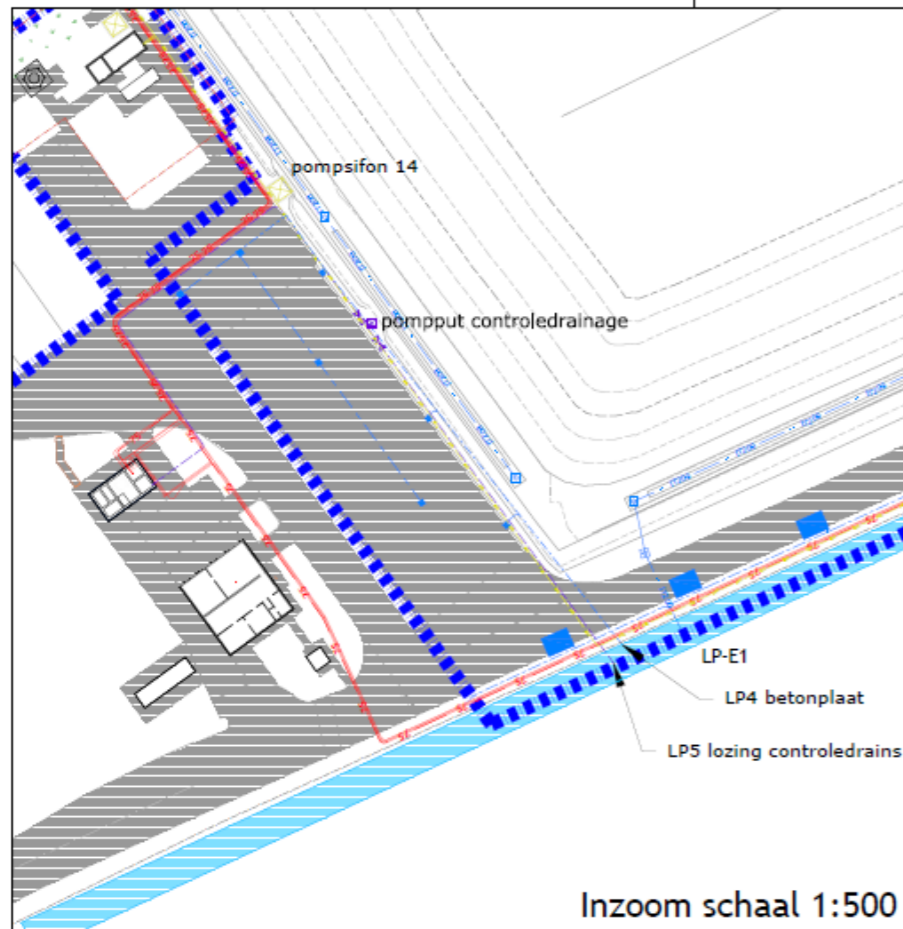 pompsifon 14
pompput controledrainage
LP-E1
LP4 betonplaat
LP5 lozing controledrains
Inzoom schaal 1:500